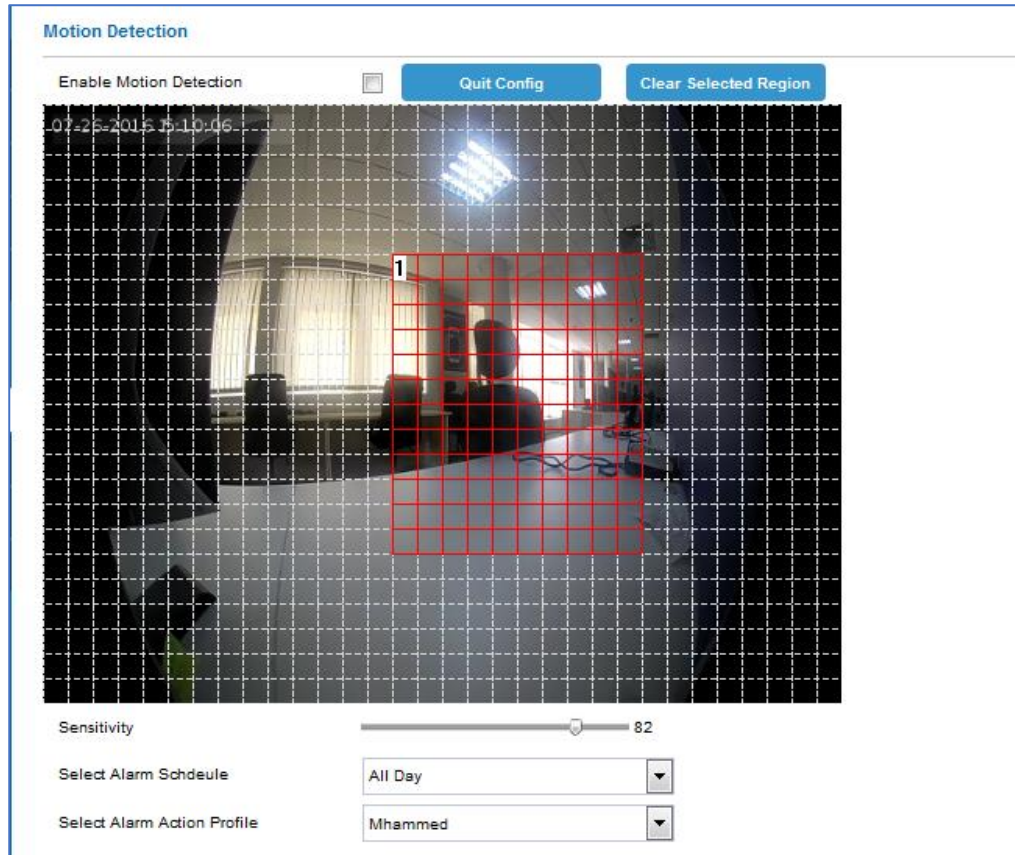 Motion Detection
Enable Motion Detection
Quit Config
Clear Selected Region
07-26-2016 15:10:06
1
Sensitivity
82
Select Alarm Schdeule
All Day
Select Alarm Action Profile
Mhammed